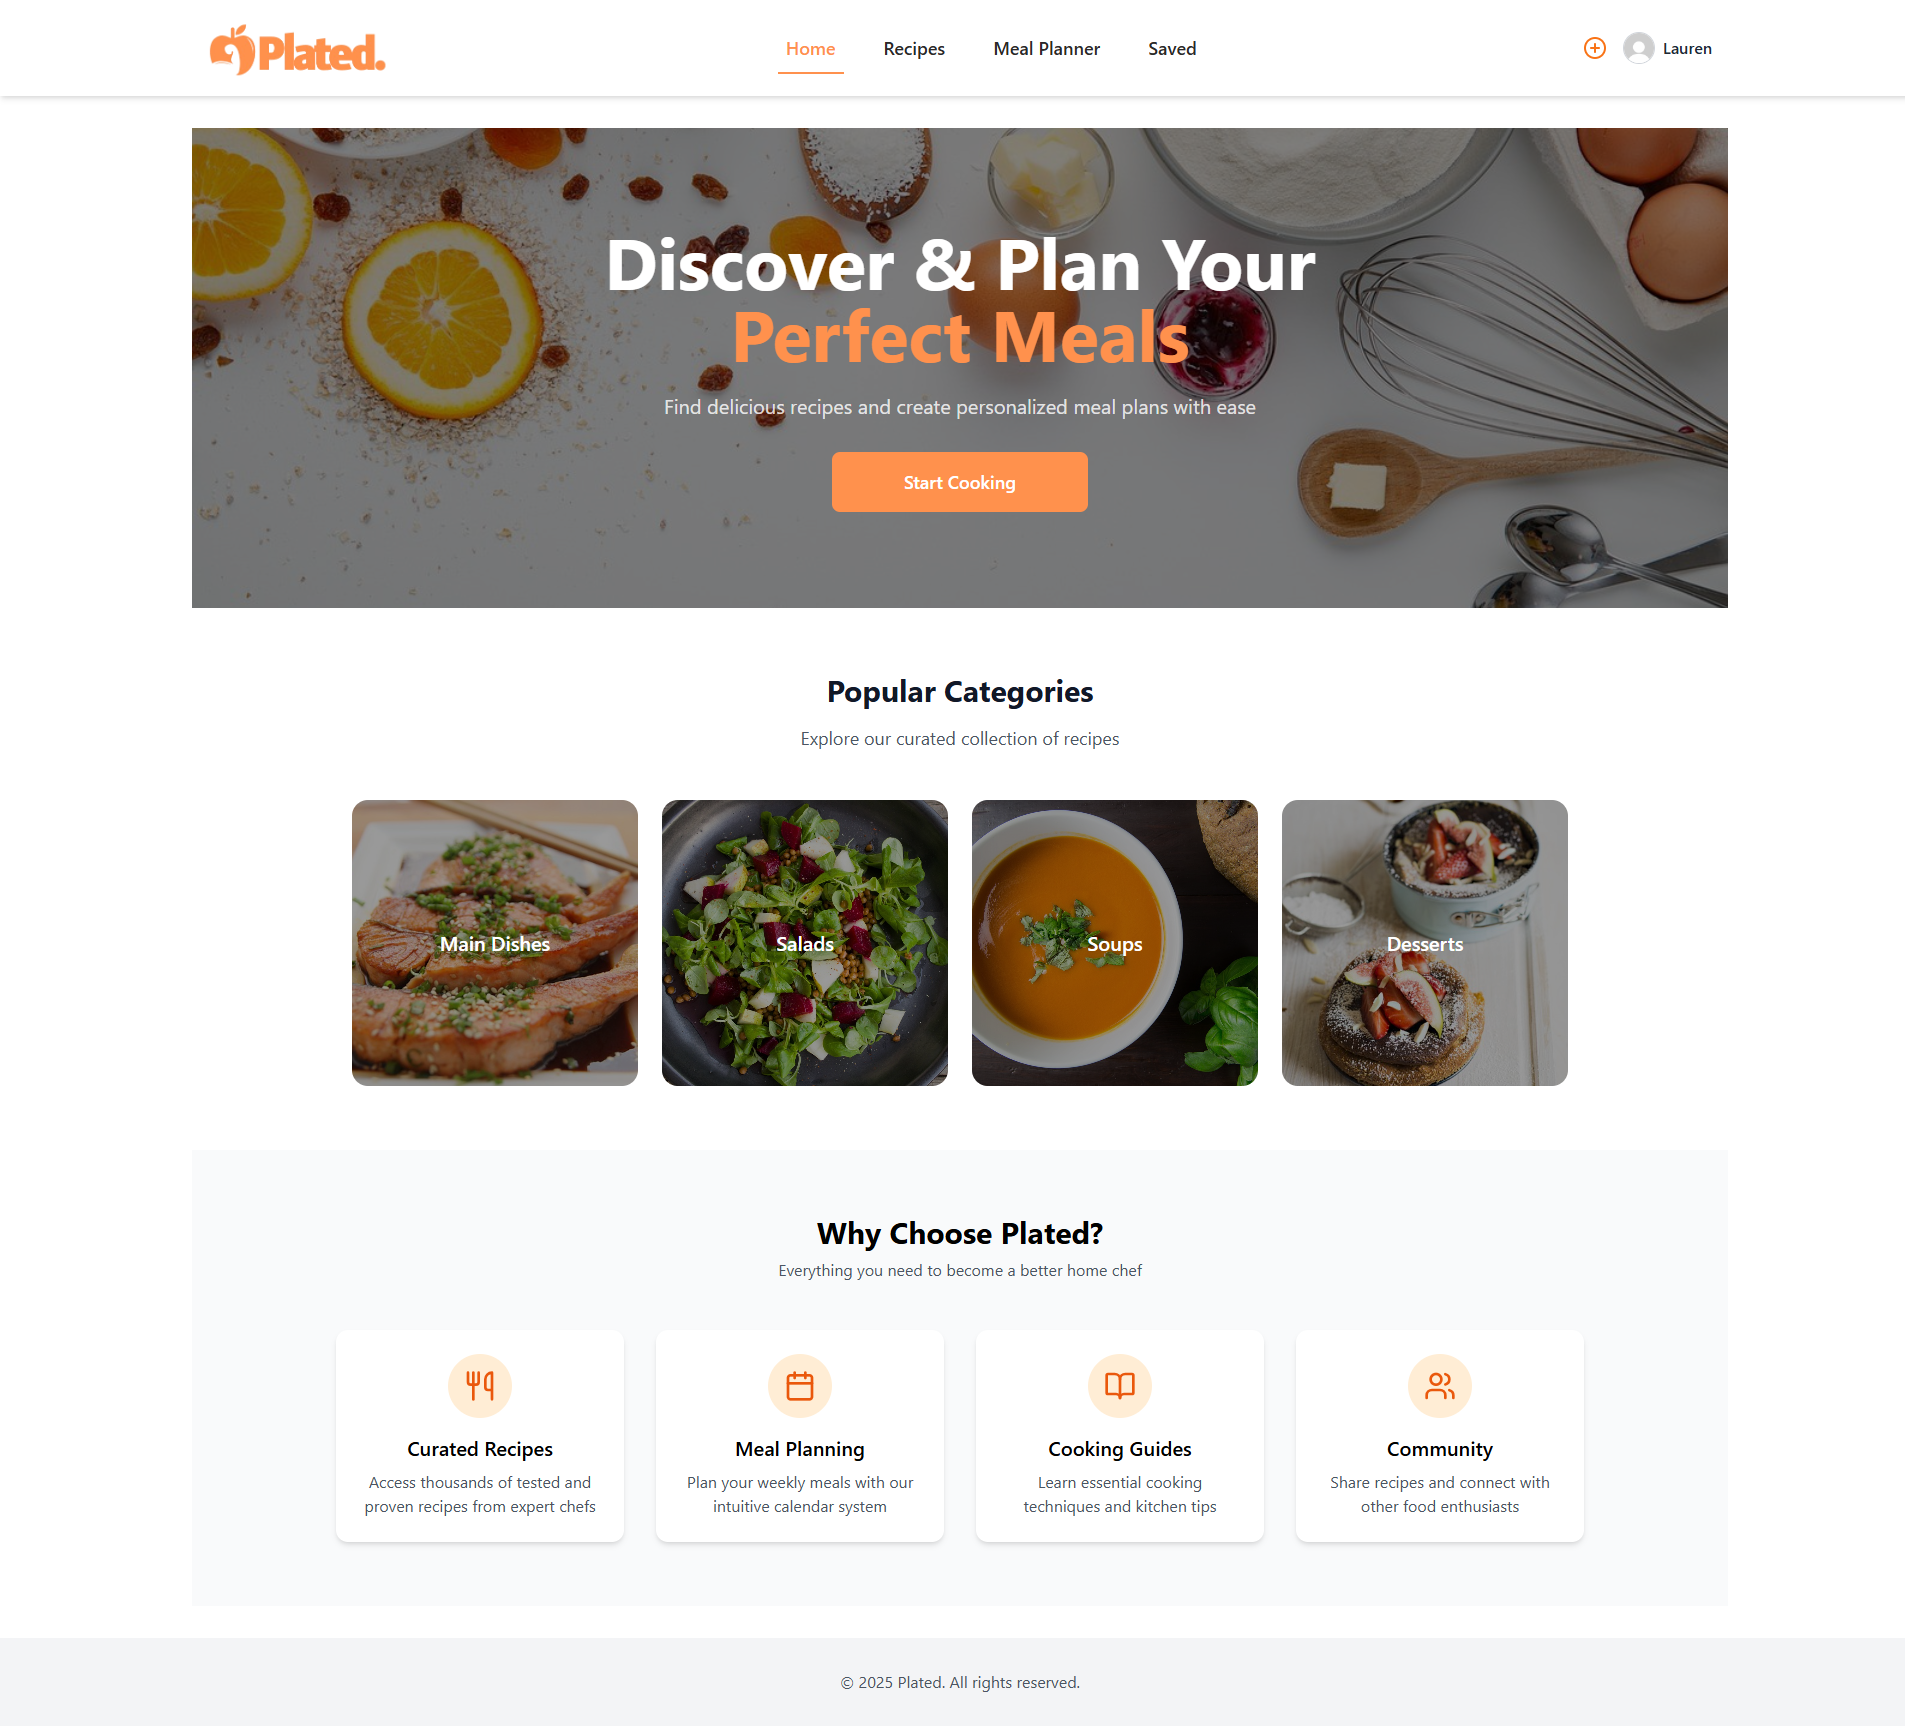 Plated.
Home
Recipes
Meal Planner
Saved
Lauren
Discover & Plan Your
Perfect Meals
Find delicious recipes and create personalized meal plans with ease
Start Cooking
Popular Categories
Explore our curated collection of recipes
Main Dishes
Salads
Soups
Desserts
Why Choose Plated?
Everything you need to become a better home chef
Curated Recipes
Access thousands of tested and
proven recipes from expert chefs
Meal Planning
Plan your weekly meals with our
intuitive calendar system
Cooking Guides
Learn essential cooking
techniques and kitchen tips
Community
Share recipes and connect with
other food enthusiasts
© 2025 Plated. All rights reserved.